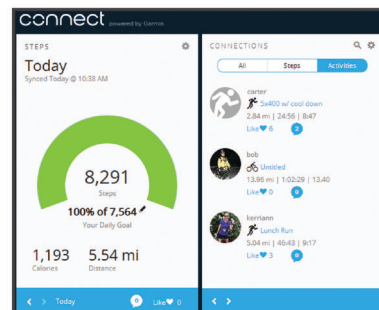 connect powered by Garmin
STEPS
Today
Synced Today @ 10:38 AM
8,291
Steps
100% of 7,564
Your Daily Goal
1,193
Calories
5.54 mi
Distance
Today
0
Like 0
CONNECTIONS
All
Steps
Activities
carter
5x400 w/ cool down
2.84 mi | 24:56 | 8:47
Like 6
2
bob
Untitled
13.96 mi | 1:02:29 | 13.40
Like 0
0
kerriann
Lunch Run
5.04 mi | 46:43 | 9:17
Like 3
0